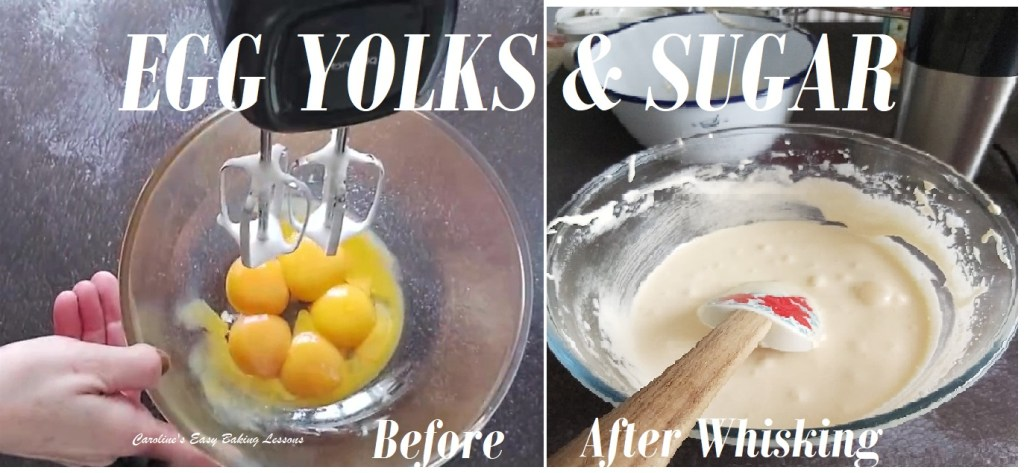 EGG YOLKS & SUGAR
Caroline's Easy Baking Lessons
Before
After Whisking